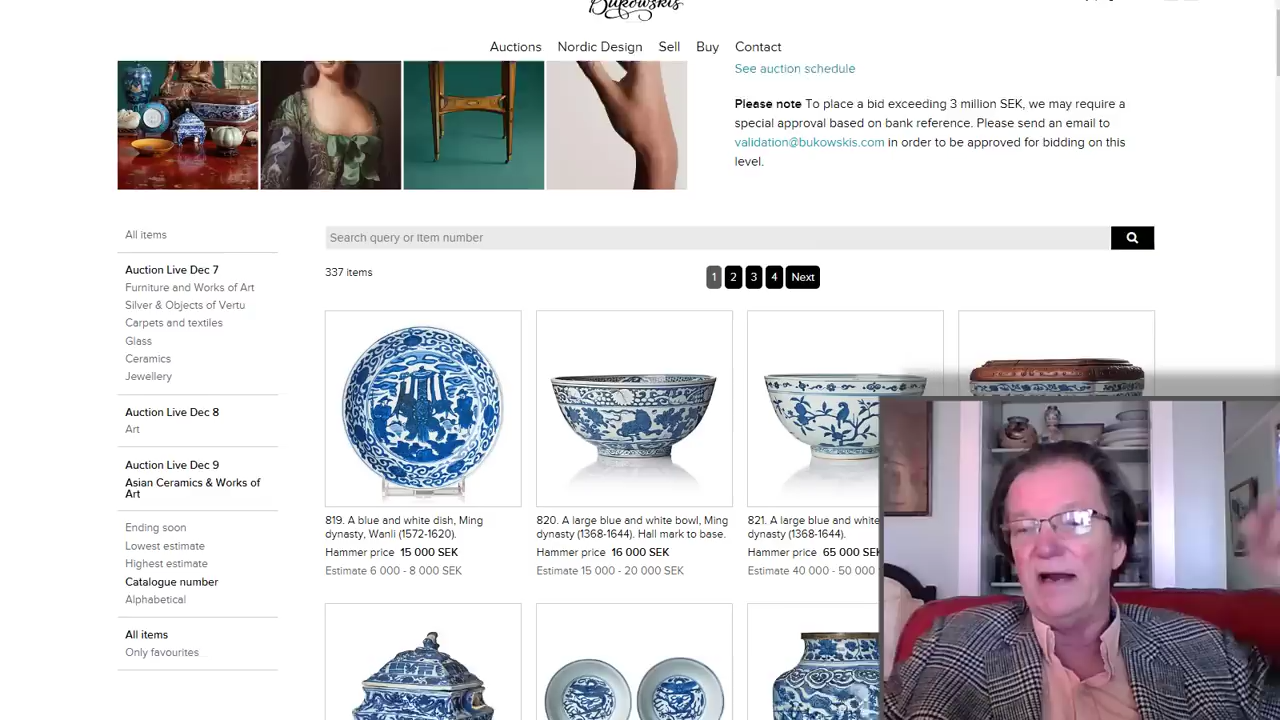 Bukowskis
Auctions Nordic Design Sell Buy Contact
See auction schedule
Please note To place a bid exceeding 3 million SEK, we may require a
special approval based on bank reference. Please send an email to
validation@bukowskis.com in order to be approved for bidding on this
level.
All items
Search query or item number
Auction Live Dec 7
Furniture and Works of Art
Silver & Objects of Vertu
Carpets and textiles
Glass
Ceramics
Jewellery
Auction Live Dec 8
Art
Auction Live Dec 9
Asian Ceramics & Works of
Art
Ending soon
Lowest estimate
Highest estimate
Catalogue number
Alphabetical
All items
Only favourites
337 items
1 2 3 4 Next
819. A blue and white dish, Ming
dynasty, Wanli (1572-1620).
Hammer price 15 000 SEK
Estimate 6 000 - 8 000 SEK
820. A large blue and white bowl, Ming
dynasty (1368-1644). Hall mark to base.
Hammer price 16 000 SEK
Estimate 15 000 - 20 000 SEK
821. A large blue and white
dynasty (1368-1644).
Hammer price 65 000 SEK
Estimate 40 000 - 50 000